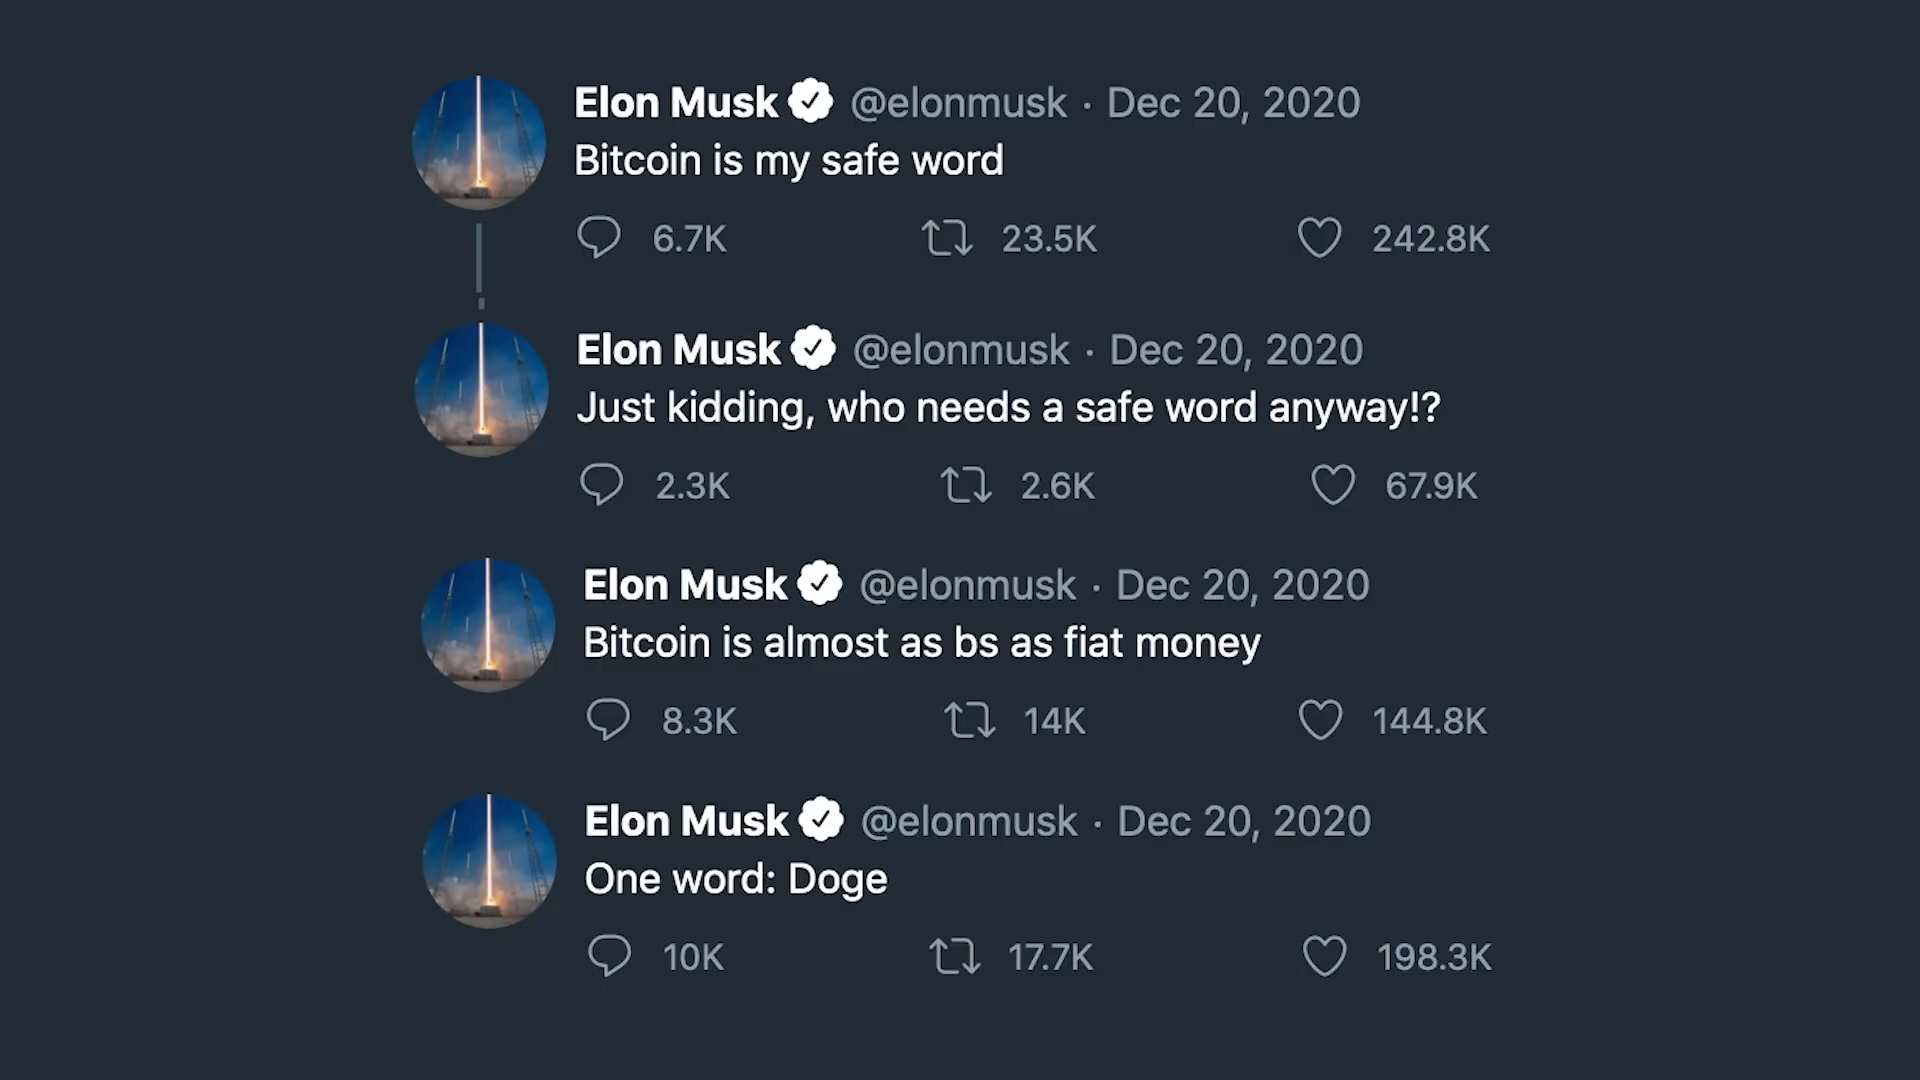 Elon Musk @elonmusk · Dec 20, 2020
Bitcoin is my safe word
6.7K 23.5K 242.8K
Elon Musk @elonmusk · Dec 20, 2020
Just kidding, who needs a safe word anyway!?
2.3K 2.6K 67.9K
Elon Musk @elonmusk · Dec 20, 2020
Bitcoin is almost as bs as fiat money
8.3K 14K 144.8K
Elon Musk @elonmusk · Dec 20, 2020
One word: Doge
10K 17.7K 198.3K